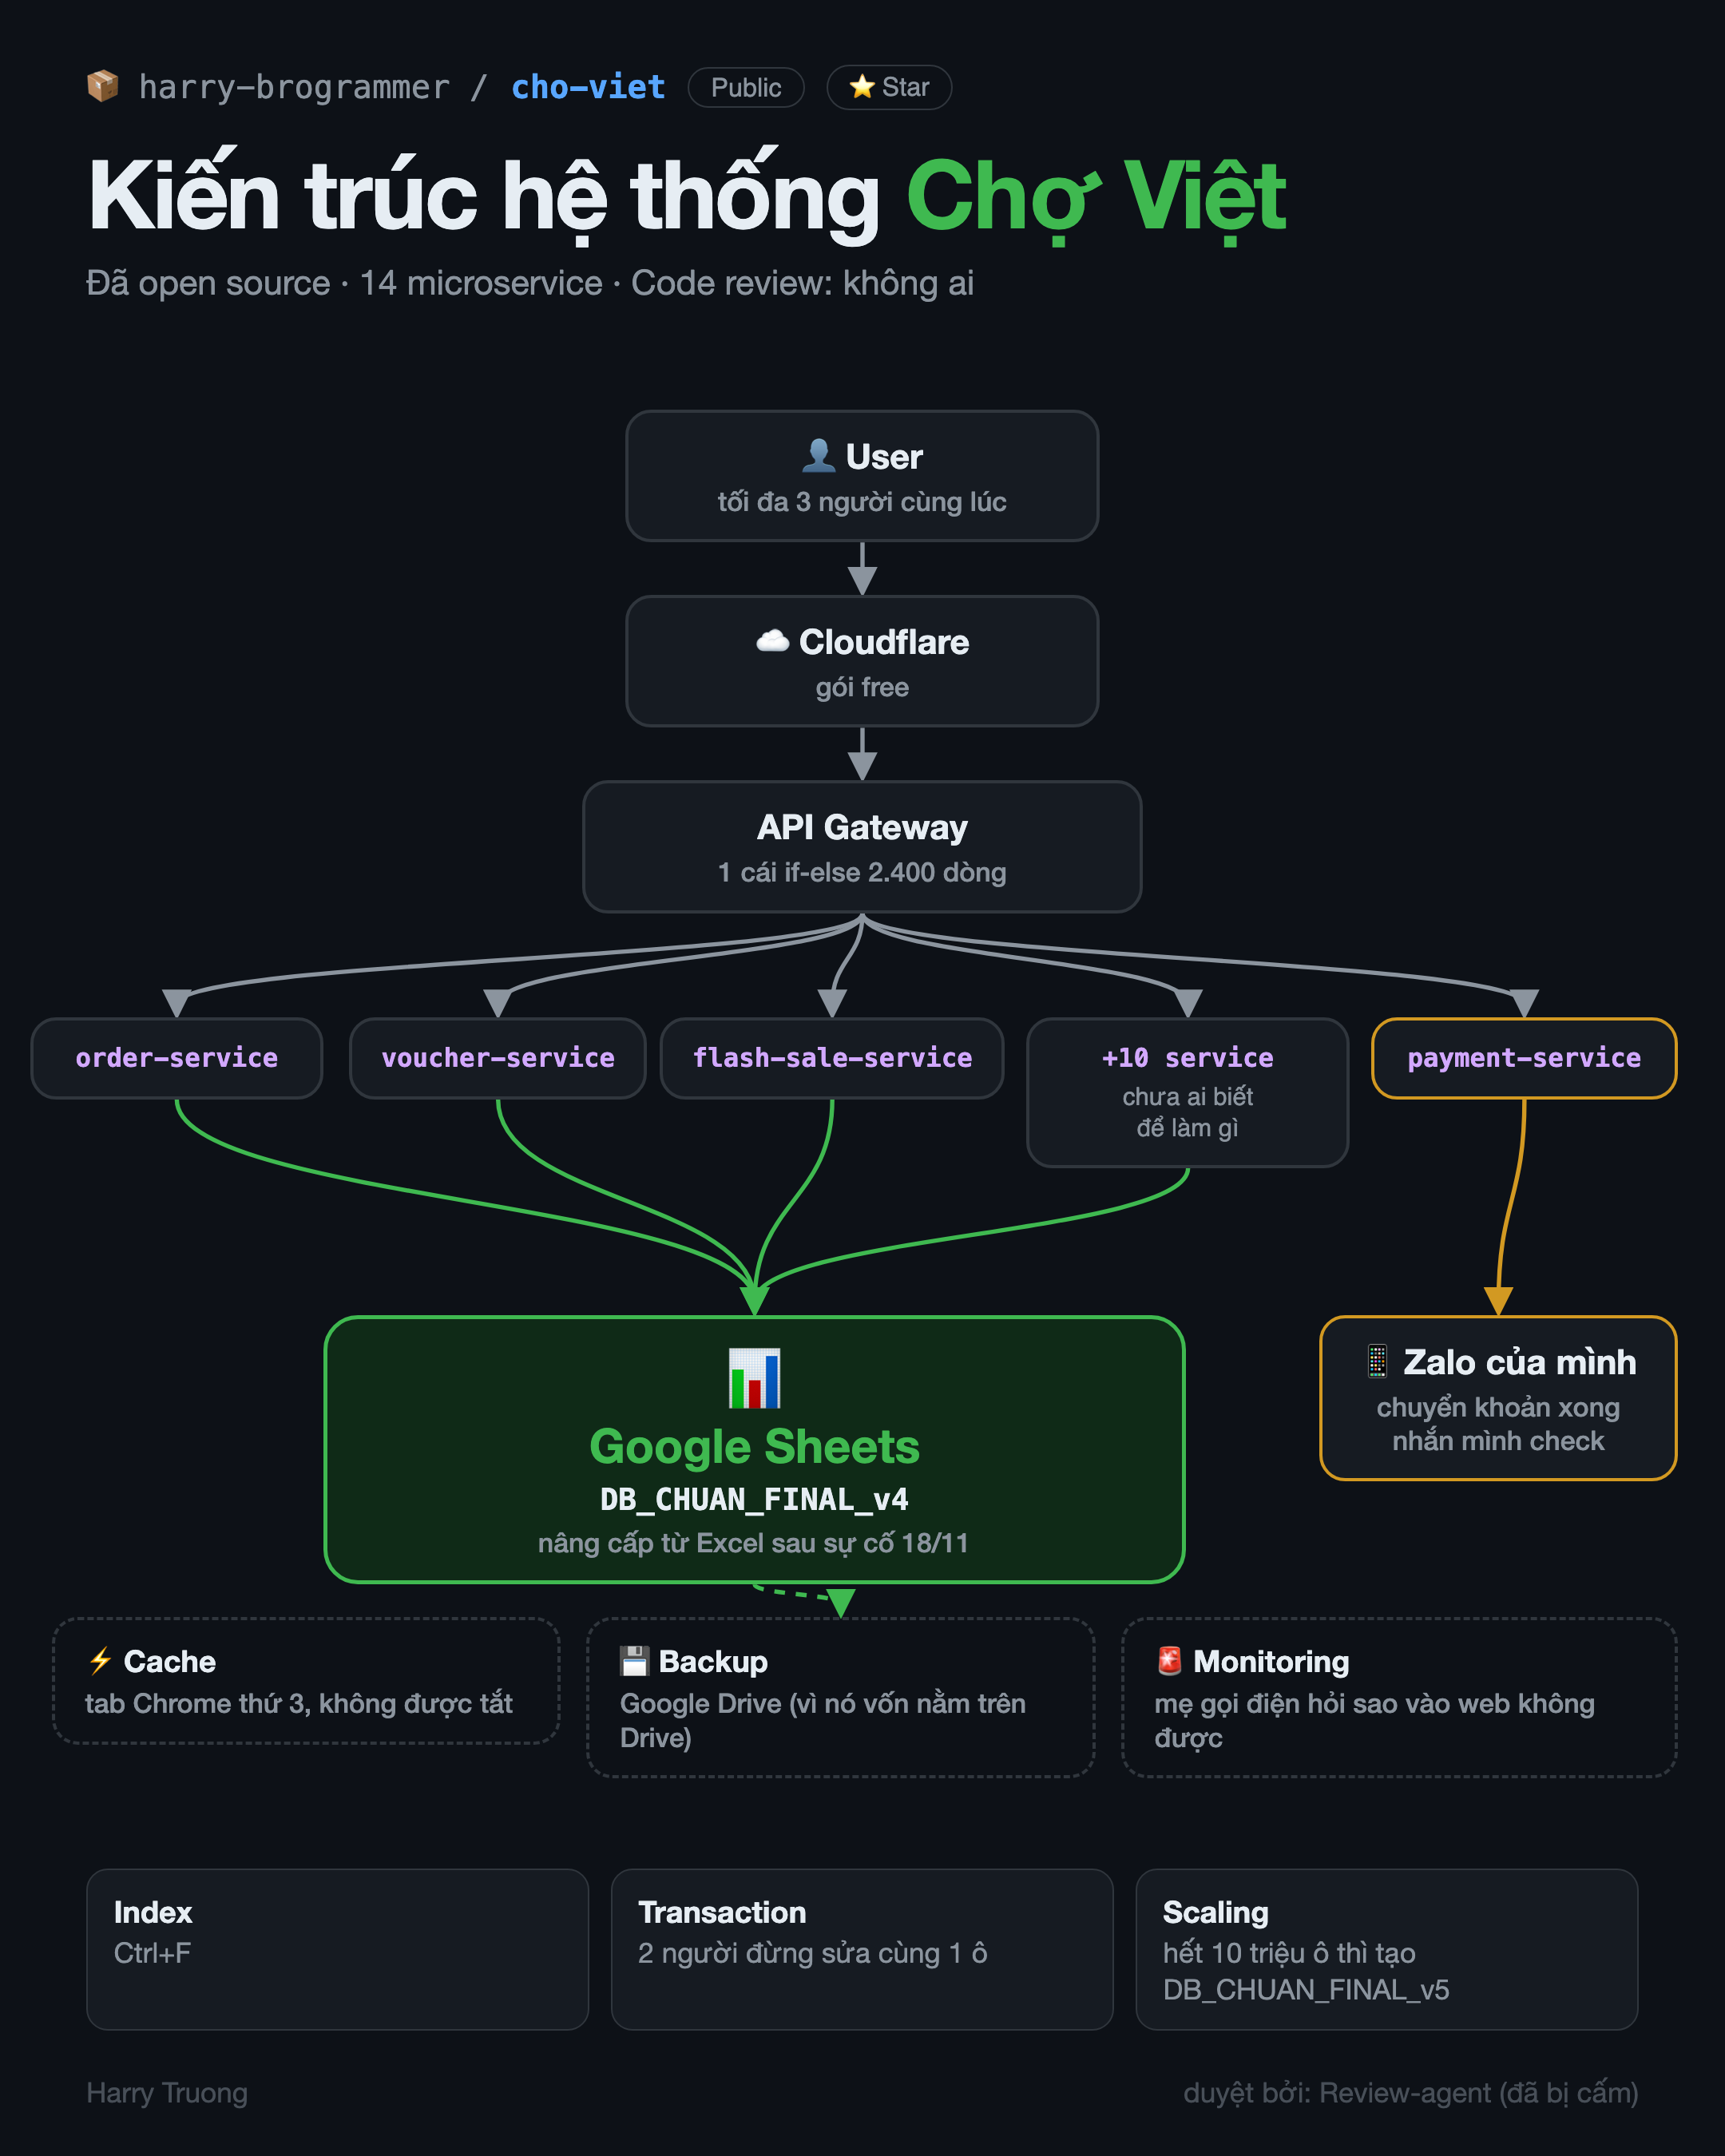 harry-brogrammer / cho-viet Public Star
Kiến trúc hệ thống Chợ Việt
Đã open source · 14 microservice · Code review: không ai
User
tối đa 3 người cùng lúc
Cloudflare
gói free
API Gateway
1 cái if-else 2.400 dòng
order-service
voucher-service
flash-sale-service
+10 service
chưa ai biết
để làm gì
payment-service
Google Sheets
DB_CHUAN_FINAL_v4
nâng cấp từ Excel sau sự cố 18/11
Zalo của mình
chuyển khoản xong
nhắn mình check
Cache
tab Chrome thứ 3, không được tắt
Backup
Google Drive (vì nó vốn nằm trên
Drive)
Monitoring
mẹ gọi điện hỏi sao vào web không
được
Index
Ctrl+F
Transaction
2 người đừng sửa cùng 1 ô
Scaling
hết 10 triệu ô thì tạo
DB_CHUAN_FINAL_v5
Harry Truong
duyệt bởi: Review-agent (đã bị cấm)